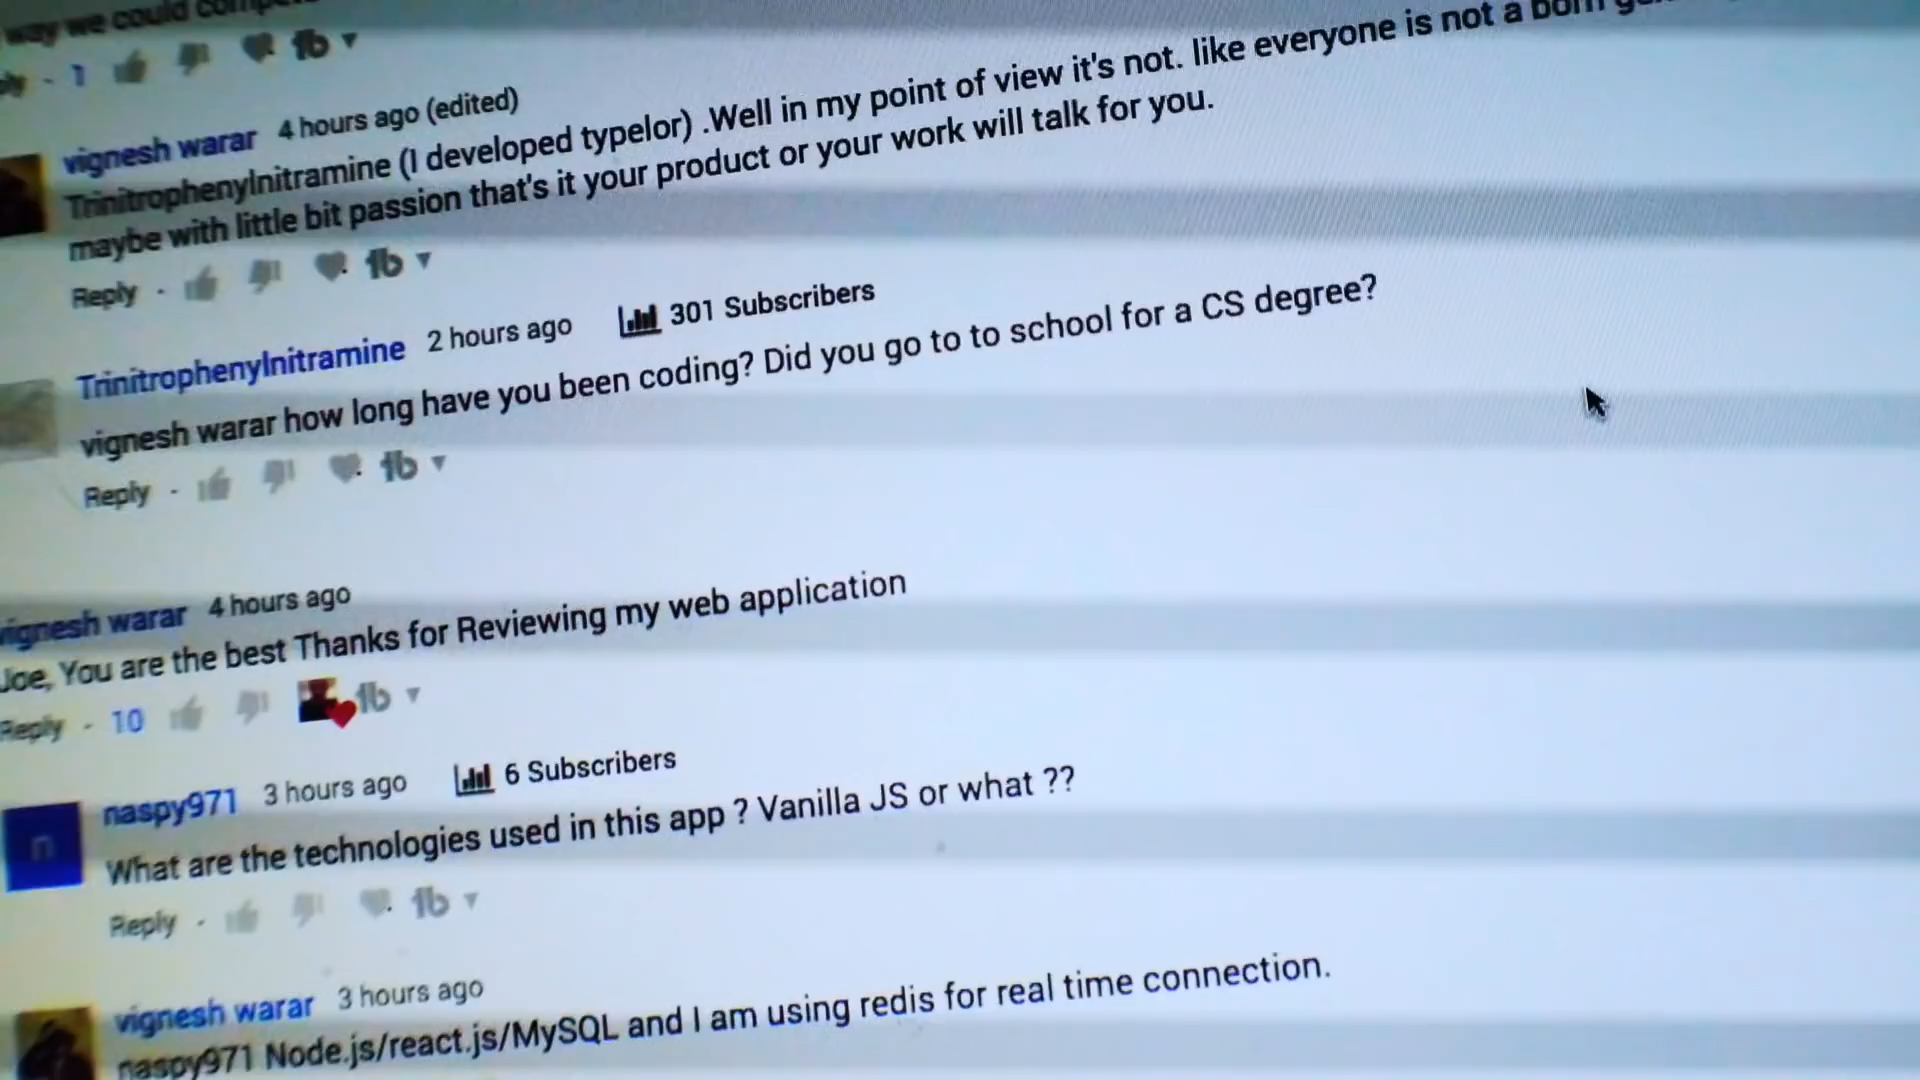 way we could
1
vignesh warar 4 hours ago (edited)
Trinitrophenylnitramine (I developed typelor) .Well in my point of view it's not. like everyone is not a born
maybe with little bit passion that's it your product or your work will talk for you.
Reply
Trinitrophenylnitramine 2 hours ago 301 Subscribers
vignesh warar how long have you been coding? Did you go to to school for a CS degree?
Reply
vignesh warar 4 hours ago
Joe, You are the best Thanks for Reviewing my web application
Reply - 10
naspy971 3 hours ago 6 Subscribers
n
What are the technologies used in this app ? Vanilla JS or what ??
Reply
vignesh warar 3 hours ago
naspy971 Node.js/react.js/MySQL and I am using redis for real time connection.